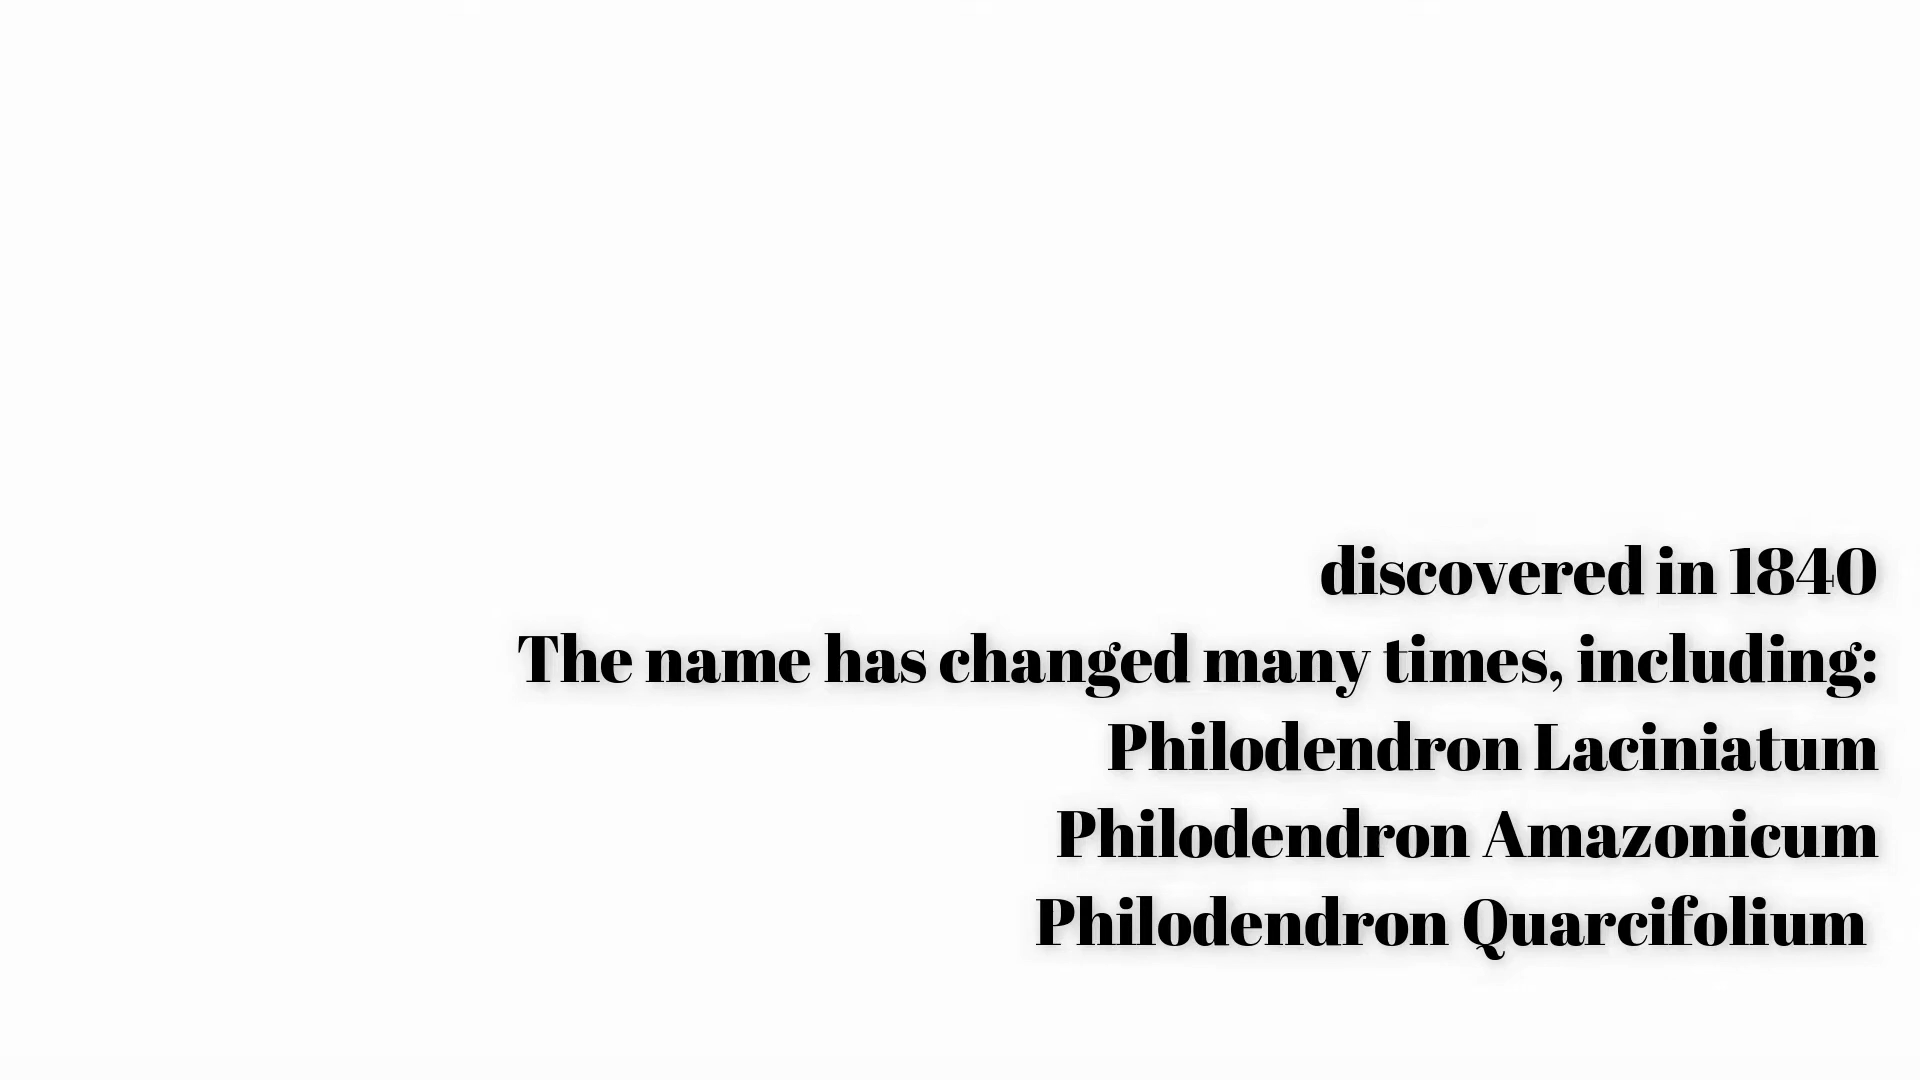 discovered in 1840
The name has changed many times, including:
Philodendron Laciniatum
Philodendron Amazonicum
Philodendron Quarcifolium